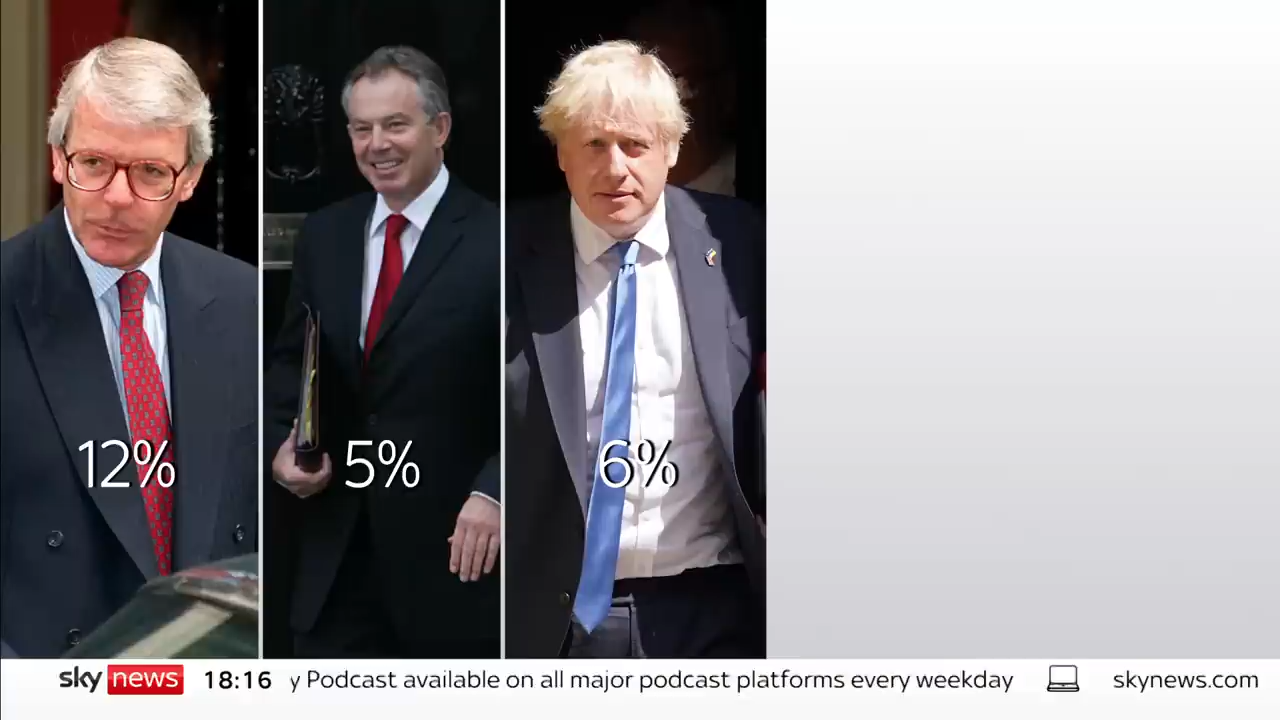 12%
5%
6%
sky news 18:16 y Podcast available on all major podcast platforms every weekday skynews.com